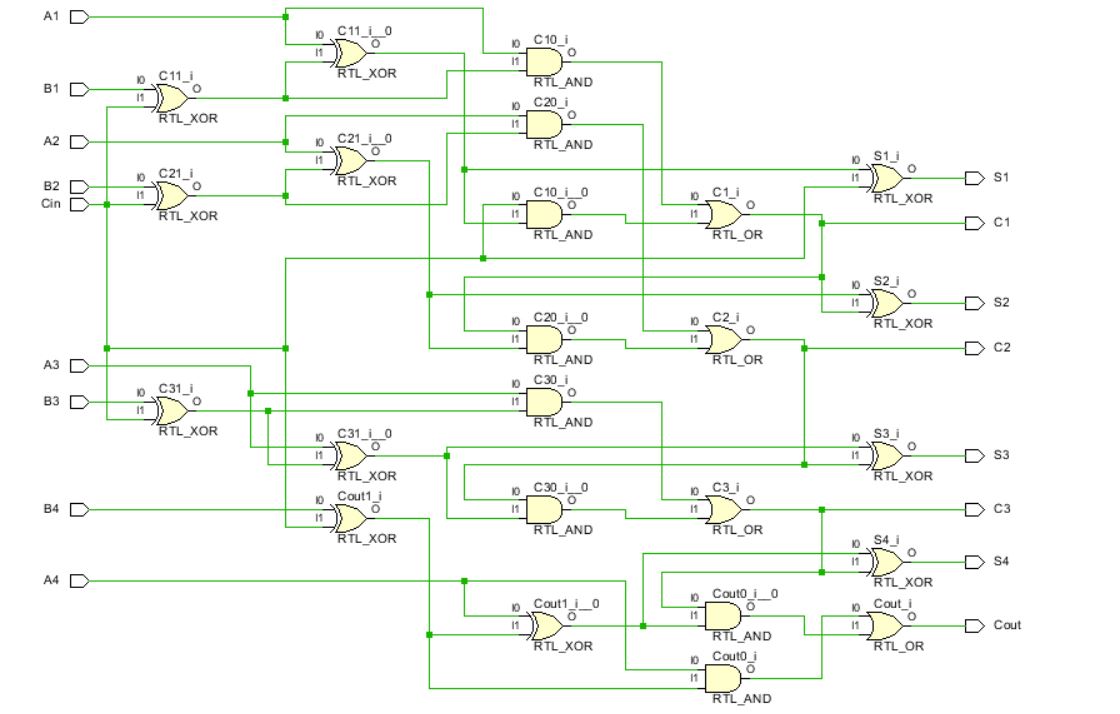 A1
I0
C11_i__0
O
I1
RTL_XOR
I0
C10_i
O
I1
RTL_AND
B1
I0
C11_i
O
I1
RTL_XOR
I0
C20_i
O
I1
RTL_AND
A2
I0
C21_i__0
O
I1
RTL_XOR
B2
Cin
I0
C21_i
O
I1
RTL_XOR
I0
S1_i
O
I1
RTL_XOR
S1
I0
C10_i__0
O
I1
RTL_AND
I0
C1_i
O
I1
RTL_OR
C1
I0
S2_i
O
I1
RTL_XOR
S2
I0
C20_i__0
O
I1
RTL_AND
I0
C2_i
O
I1
RTL_OR
C2
A3
B3
I0
C31_i
O
I1
RTL_XOR
I0
C30_i
O
I1
RTL_AND
I0
C31_i__0
O
I1
RTL_XOR
I0
S3_i
O
I1
RTL_XOR
S3
B4
I0
Cout1_i
O
I1
RTL_XOR
I0
C30_i__0
O
I1
RTL_AND
I0
C3_i
O
I1
RTL_OR
C3
I0
S4_i
O
I1
RTL_XOR
S4
A4
I0
Cout1_i__0
O
I1
RTL_XOR
I0
Cout0_i__0
O
I1
RTL_AND
I0
Cout_i
O
I1
RTL_OR
Cout
I0
Cout0_i
O
I1
RTL_AND